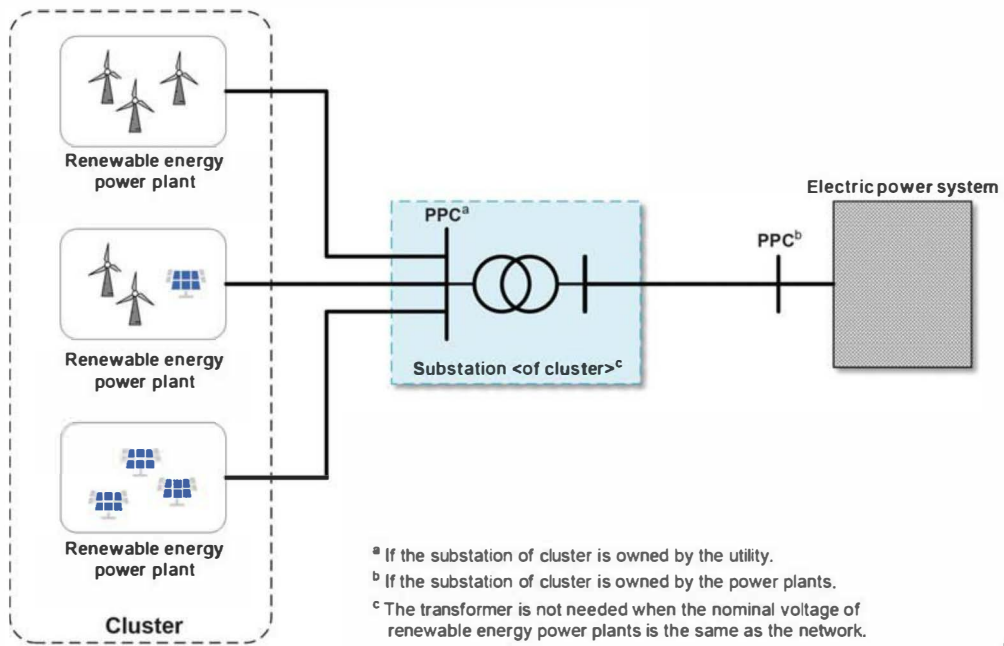 Renewable energy
power plant
Renewable energy
power plant
Renewable energy
power plant
Cluster
PPCᵃ
Substation <of cluster>ᶜ
PPCᵇ
Electric power system
ᵃ If the substation of cluster is owned by the utility.
ᵇ If the substation of cluster is owned by the power plants.
ᶜ The transformer is not needed when the nominal voltage of
renewable energy power plants is the same as the network.